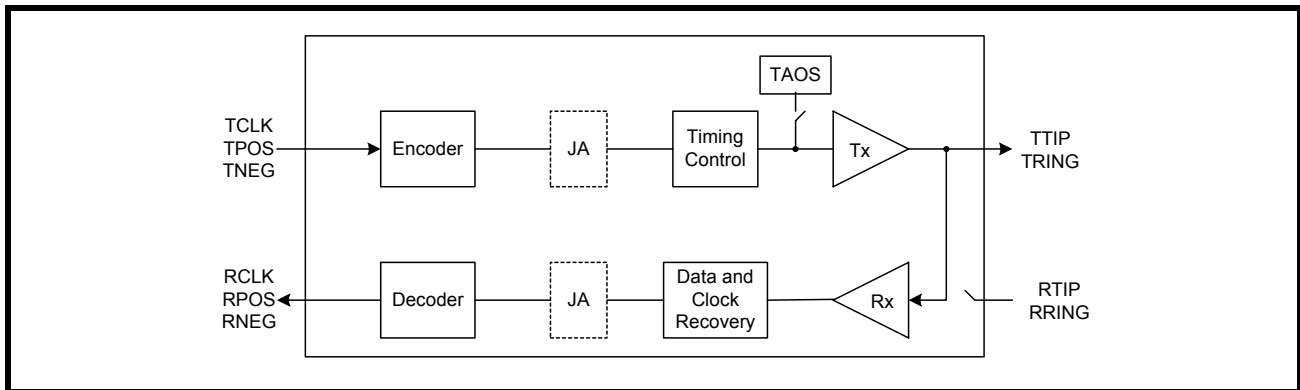 TAOS
TCLK
TPOS
TNEG
Encoder
JA
Timing
Control
Tx
TTIP
TRING
RCLK
RPOS
RNEG
Decoder
JA
Data and
Clock
Recovery
Rx
RTIP
RRING